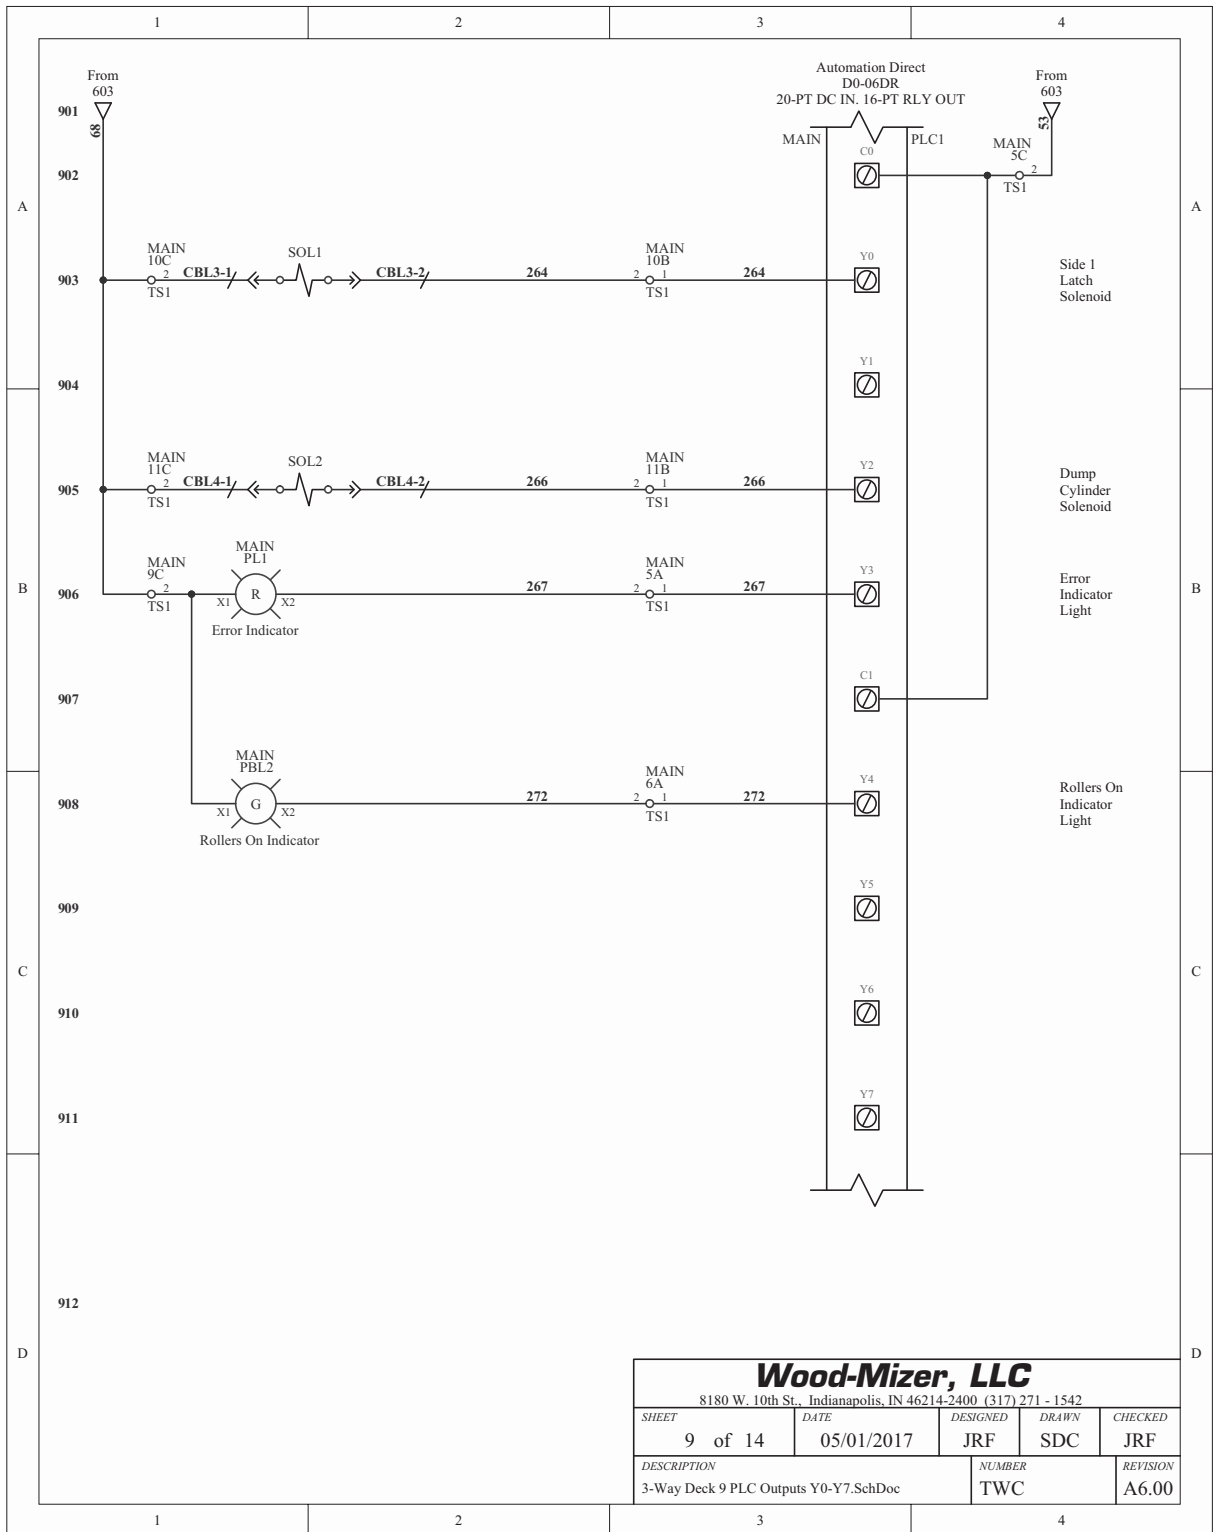 1 2 3 4
From
603
901
68
Automation Direct
D0-06DR
20-PT DC IN. 16-PT RLY OUT
MAIN PLC1
From
603
53
902
C0
MAIN
5C
2
TS1
A A
903
MAIN
10C
2
TS1
CBL3-1
SOL1
CBL3-2
264
MAIN
10B
2 1
TS1
264
Y0
Side 1
Latch
Solenoid
904
Y1
905
MAIN
11C
2
TS1
CBL4-1
SOL2
CBL4-2
266
MAIN
11B
2 1
TS1
266
Y2
Dump
Cylinder
Solenoid
B B
906
MAIN
9C
2
TS1
MAIN
PL1
X1 R X2
Error Indicator
267
MAIN
5A
2 1
TS1
267
Y3
Error
Indicator
Light
907
C1
908
MAIN
PBL2
X1 G X2
Rollers On Indicator
272
MAIN
6A
2 1
TS1
272
Y4
Rollers On
Indicator
Light
909
Y5
C C
910
Y6
911
Y7
912
D D
Wood-Mizer, LLC
8180 W. 10th St., Indianapolis, IN 46214-2400 (317) 271 - 1542
SHEET DATE DESIGNED DRAWN CHECKED
9 of 14 05/01/2017 JRF SDC JRF
DESCRIPTION NUMBER REVISION
3-Way Deck 9 PLC Outputs Y0-Y7.SchDoc TWC A6.00
1 2 3 4